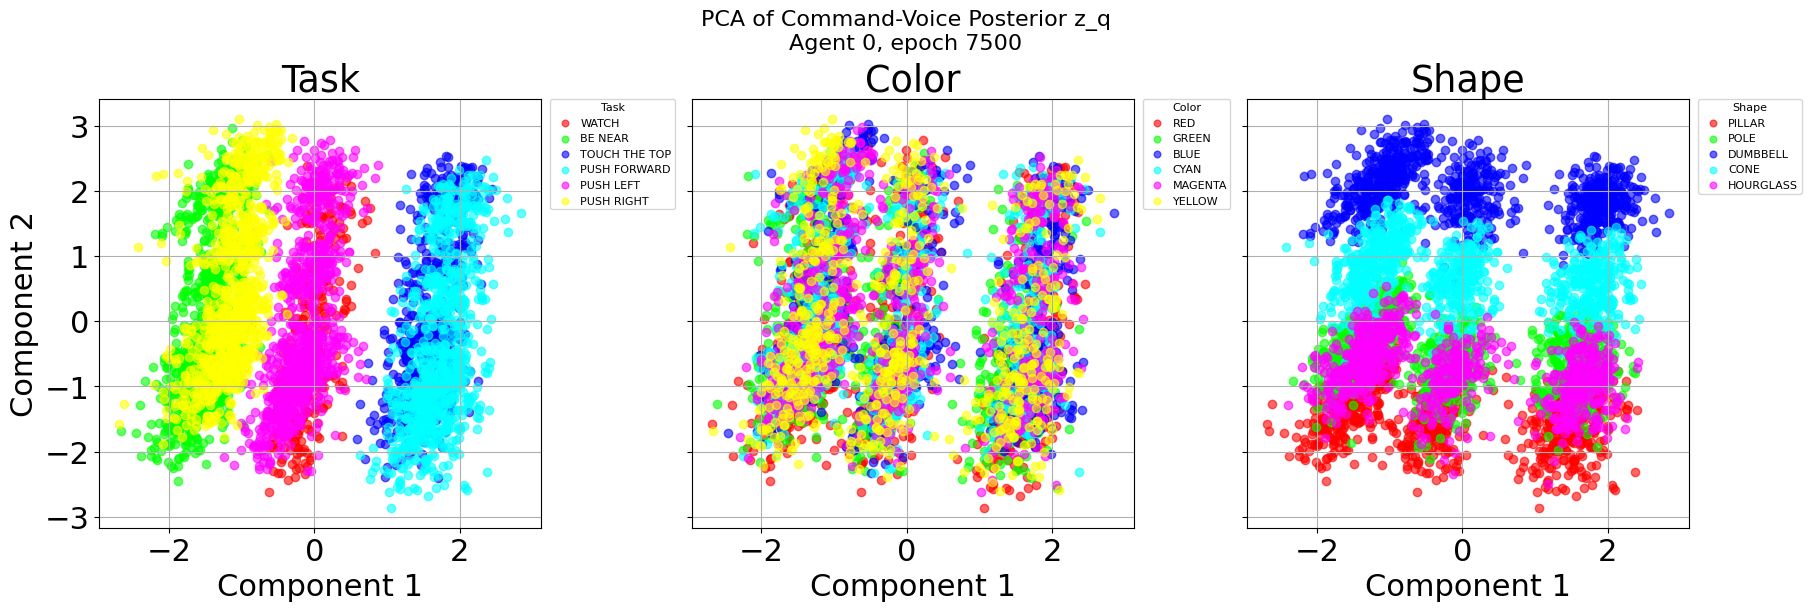 PCA of Command-Voice Posterior z_q
Agent 0, epoch 7500
Task
Component 2
3
2
1
0
−1
−2
−3
−2 0 2
Component 1
Task
WATCH
BE NEAR
TOUCH THE TOP
PUSH FORWARD
PUSH LEFT
PUSH RIGHT
Color
−2 0 2
Component 1
Color
RED
GREEN
BLUE
CYAN
MAGENTA
YELLOW
Shape
−2 0 2
Component 1
Shape
PILLAR
POLE
DUMBBELL
CONE
HOURGLASS